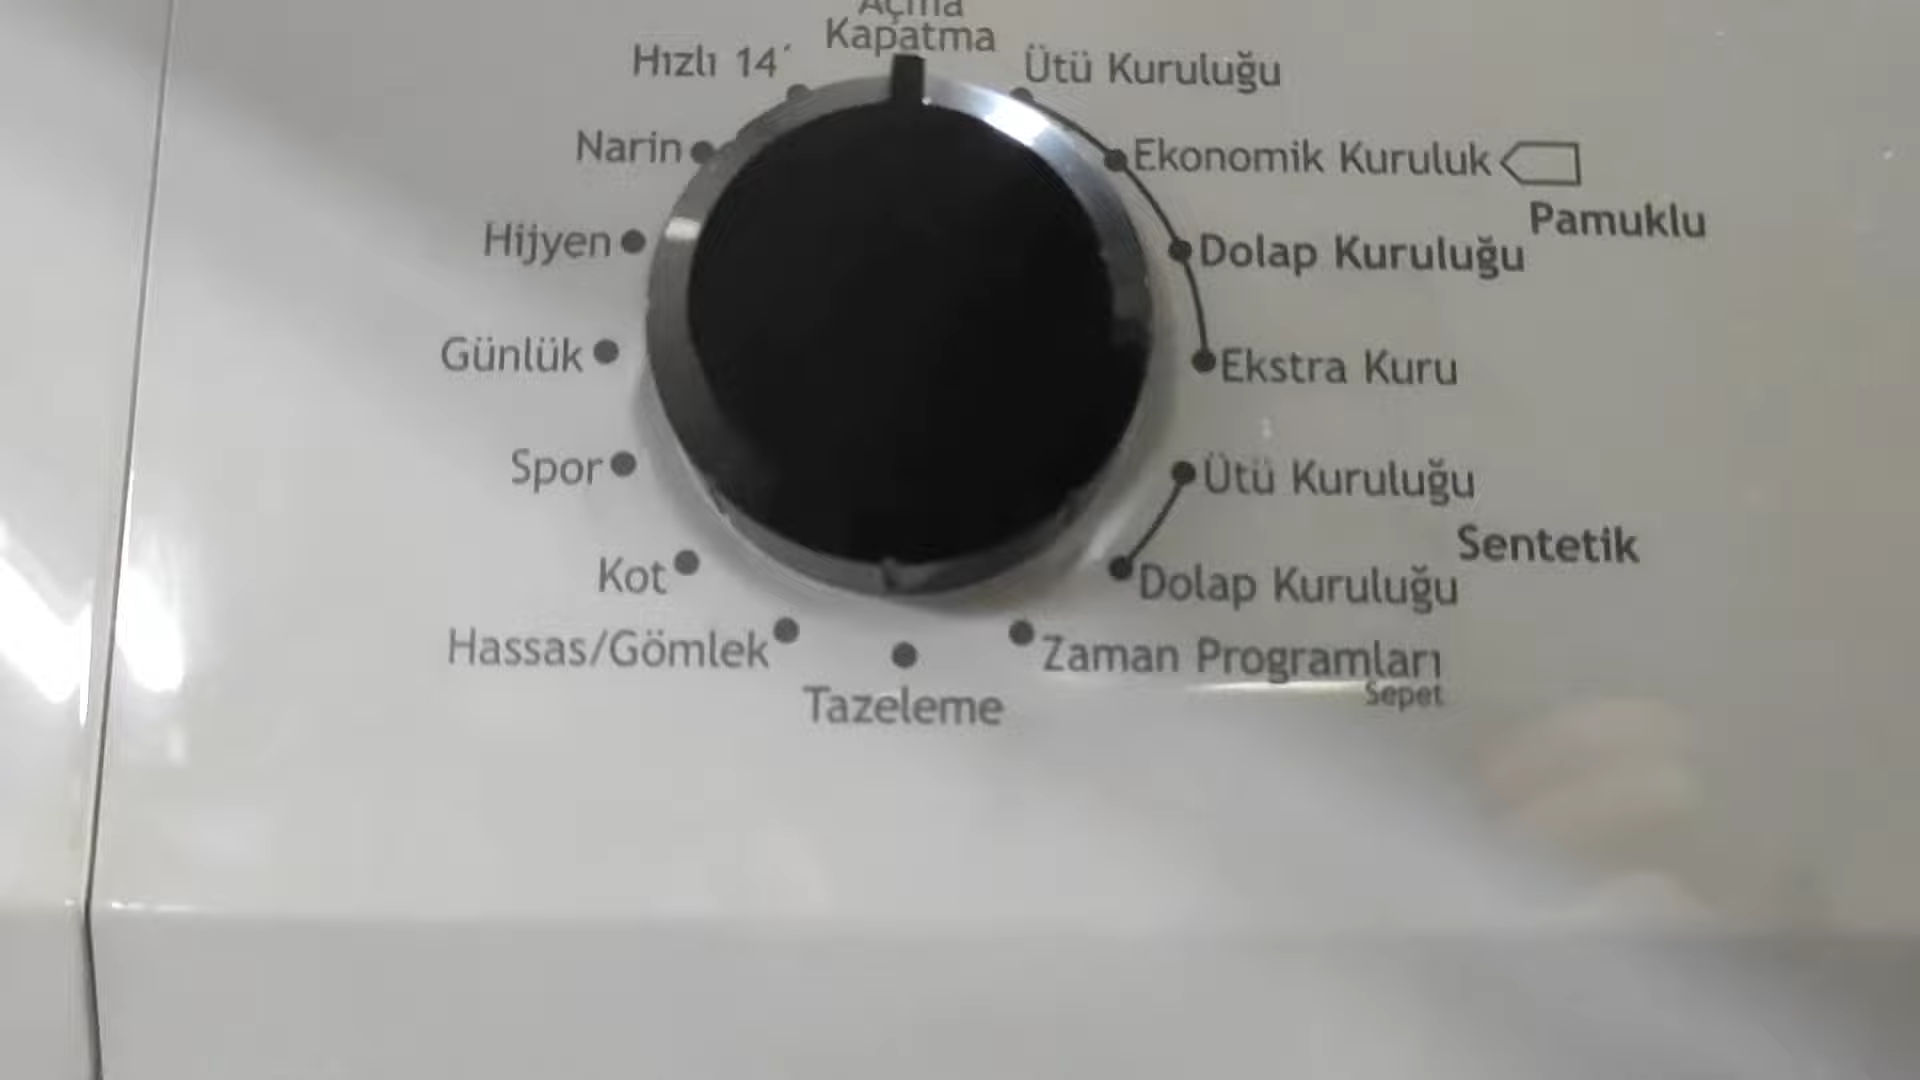 Açma
Kapatma
Hızlı 14´
Ütü Kuruluğu
Narin
Ekonomik Kuruluk
Pamuklu
Hijyen
Dolap Kuruluğu
Günlük
Ekstra Kuru
Spor
Ütü Kuruluğu
Sentetik
Kot
Dolap Kuruluğu
Hassas/Gömlek
Zaman Programları
Sepet
Tazeleme